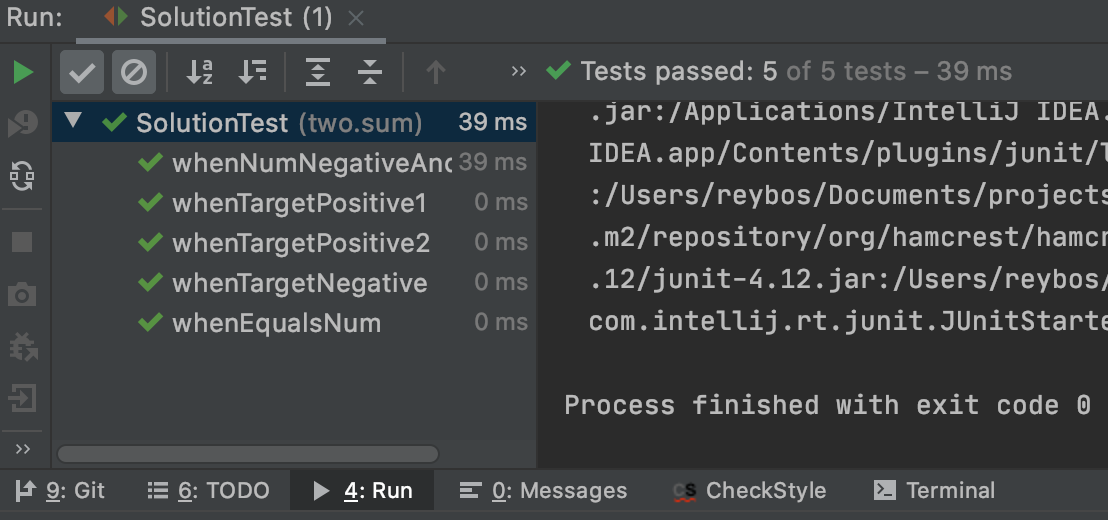 Run: SolutionTest (1)
Tests passed: 5 of 5 tests – 39 ms
SolutionTest (two.sum) 39 ms
whenNumNegativeAnd 39 ms
whenTargetPositive1 0 ms
whenTargetPositive2 0 ms
whenTargetNegative 0 ms
whenEqualsNum 0 ms
.jar:/Applications/IntelliJ IDEA.
IDEA.app/Contents/plugins/junit/l
:/Users/reybos/Documents/projects
.m2/repository/org/hamcrest/hamcr
.12/junit-4.12.jar:/Users/reybos/
com.intellij.rt.junit.JUnitStarte
Process finished with exit code 0
9: Git 6: TODO 4: Run 0: Messages CS CheckStyle Terminal